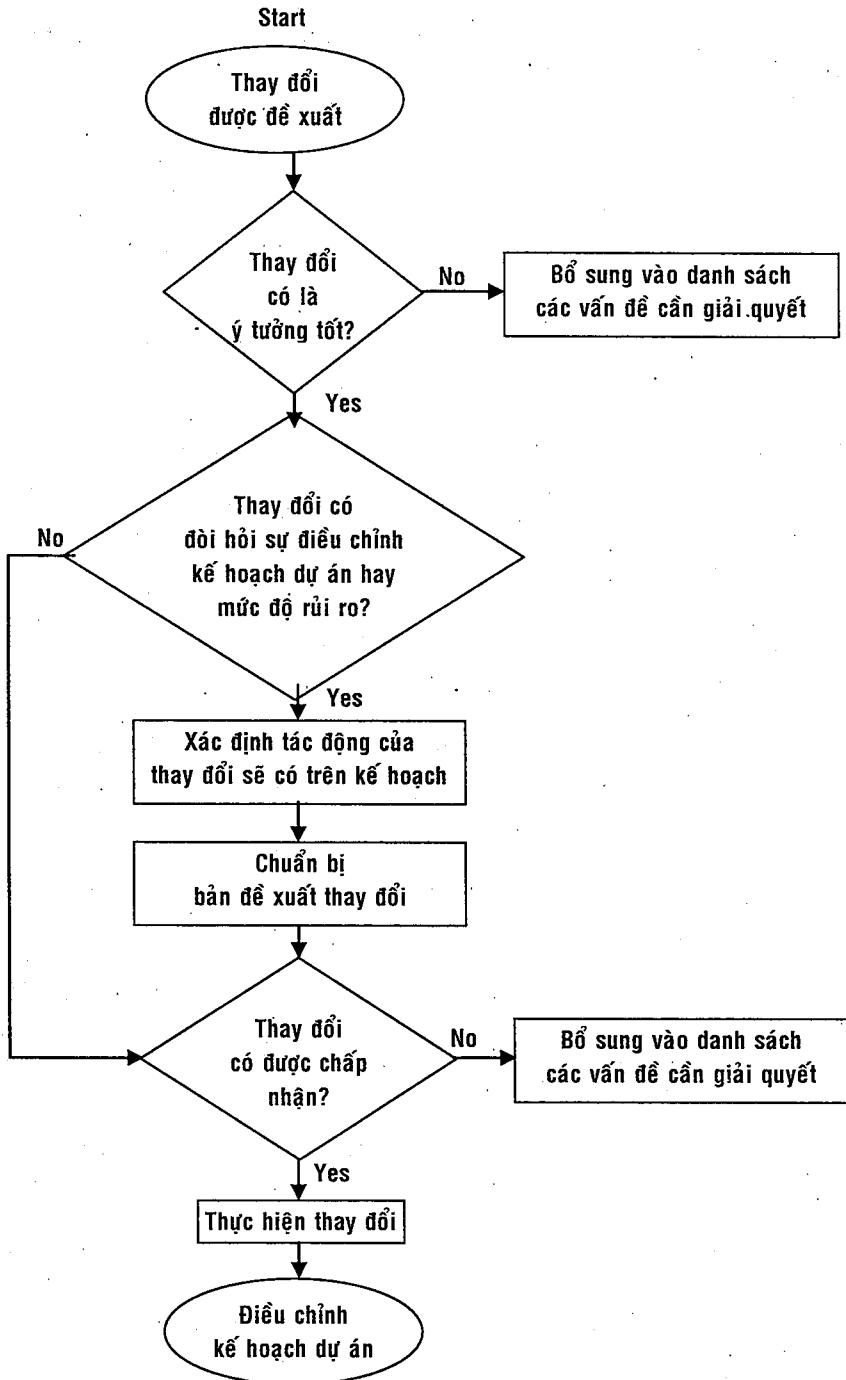 Start
Thay đổi
được đề xuất
Thay đổi
có là
ý tưởng tốt?
No
Bổ sung vào danh sách
các vấn đề cần giải quyết
Yes
Thay đổi có
đòi hỏi sự điều chỉnh
kế hoạch dự án hay
mức độ rủi ro?
No
Yes
Xác định tác động của
thay đổi sẽ có trên kế hoạch
Chuẩn bị
bản đề xuất thay đổi
Thay đổi
có được chấp
nhận?
No
Bổ sung vào danh sách
các vấn đề cần giải quyết
Yes
Thực hiện thay đổi
Điều chỉnh
kế hoạch dự án